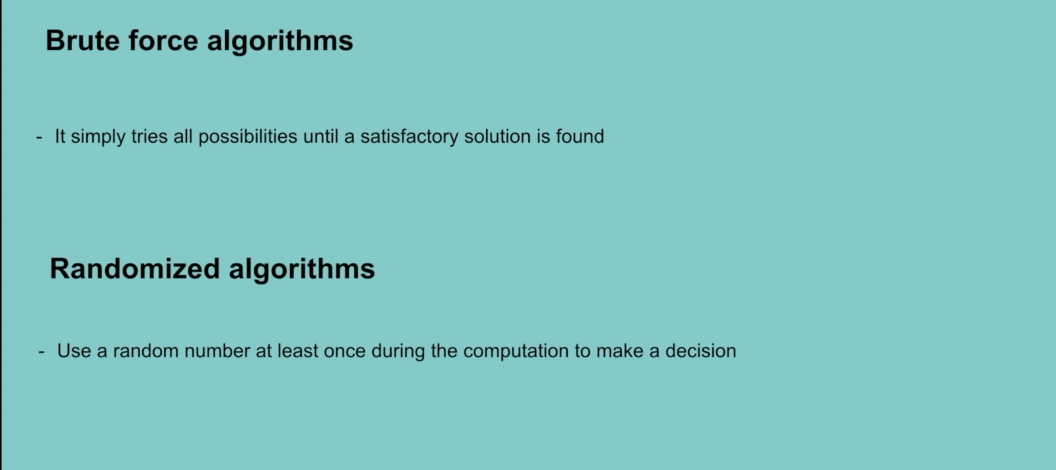 Brute force algorithms
- It simply tries all possibilities until a satisfactory solution is found
Randomized algorithms
- Use a random number at least once during the computation to make a decision